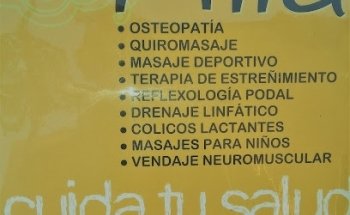 • OSTEOPATÍA
• QUIROMASAJE
• MASAJE DEPORTIVO
• TERAPIA DE ESTREÑIMIENTO
• REFLEXOLOGÍA PODAL
• DRENAJE LINFÁTICO
• COLICOS LACTANTES
• MASAJES PARA NIÑOS
• VENDAJE NEUROMUSCULAR
cuida tu salud